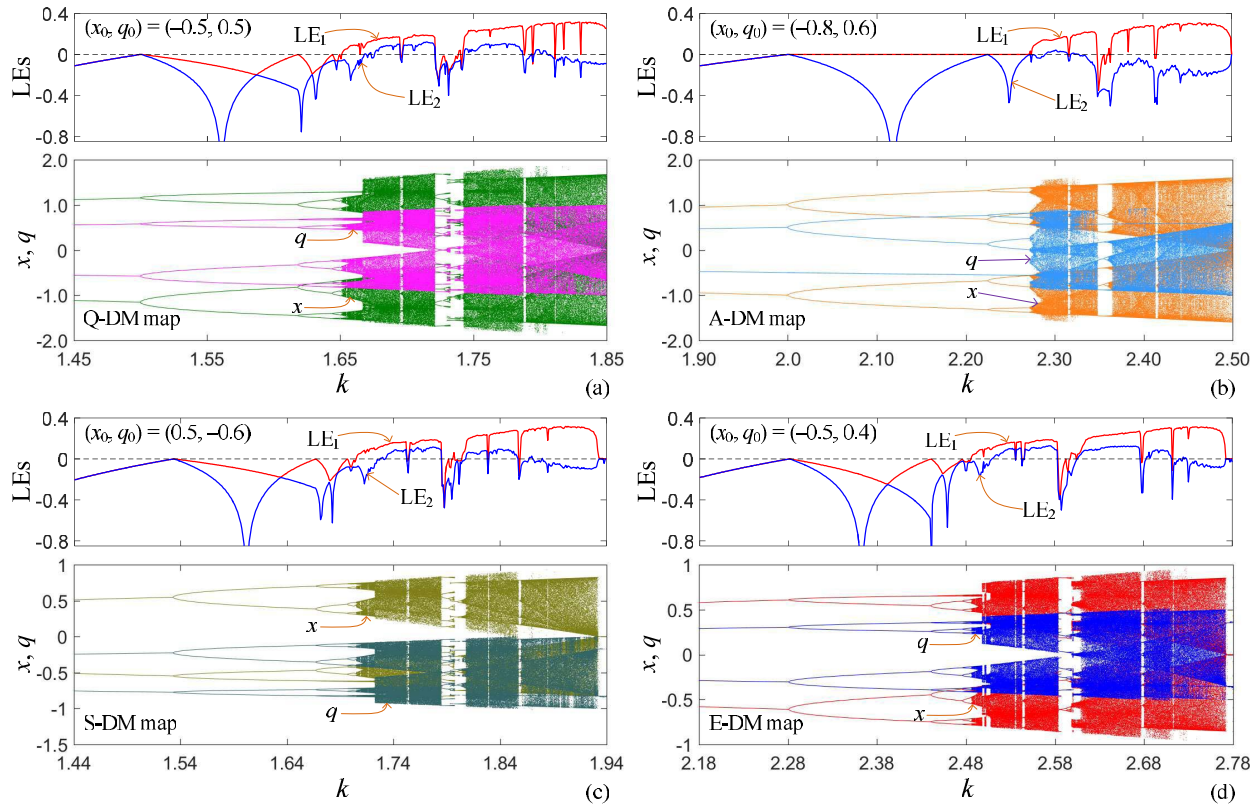 0.4
0
-0.4
-0.8
LEs
(x₀, q₀) = (−0.5, 0.5)
LE₁
LE₂
2.0
1.0
0
-1.0
-2.0
x, q
q
x
Q-DM map
1.45
1.55
1.65
1.75
1.85
k
(a)
0.4
0
-0.4
-0.8
LEs
(x₀, q₀) = (−0.8, 0.6)
LE₁
LE₂
2.0
1.0
0
-1.0
-2.0
x, q
q
x
A-DM map
1.90
2.0
2.10
2.20
2.30
2.40
2.50
k
(b)
0.4
0
-0.4
-0.8
LEs
(x₀, q₀) = (0.5, −0.6)
LE₁
LE₂
1
0.5
0
-0.5
-1
-1.5
x, q
x
q
S-DM map
1.44
1.54
1.64
1.74
1.84
1.94
k
(c)
0.4
0
-0.4
-0.8
LEs
(x₀, q₀) = (−0.5, 0.4)
LE₁
LE₂
1
0.5
0
-0.5
-1
x, q
q
x
E-DM map
2.18
2.28
2.38
2.48
2.58
2.68
2.78
k
(d)